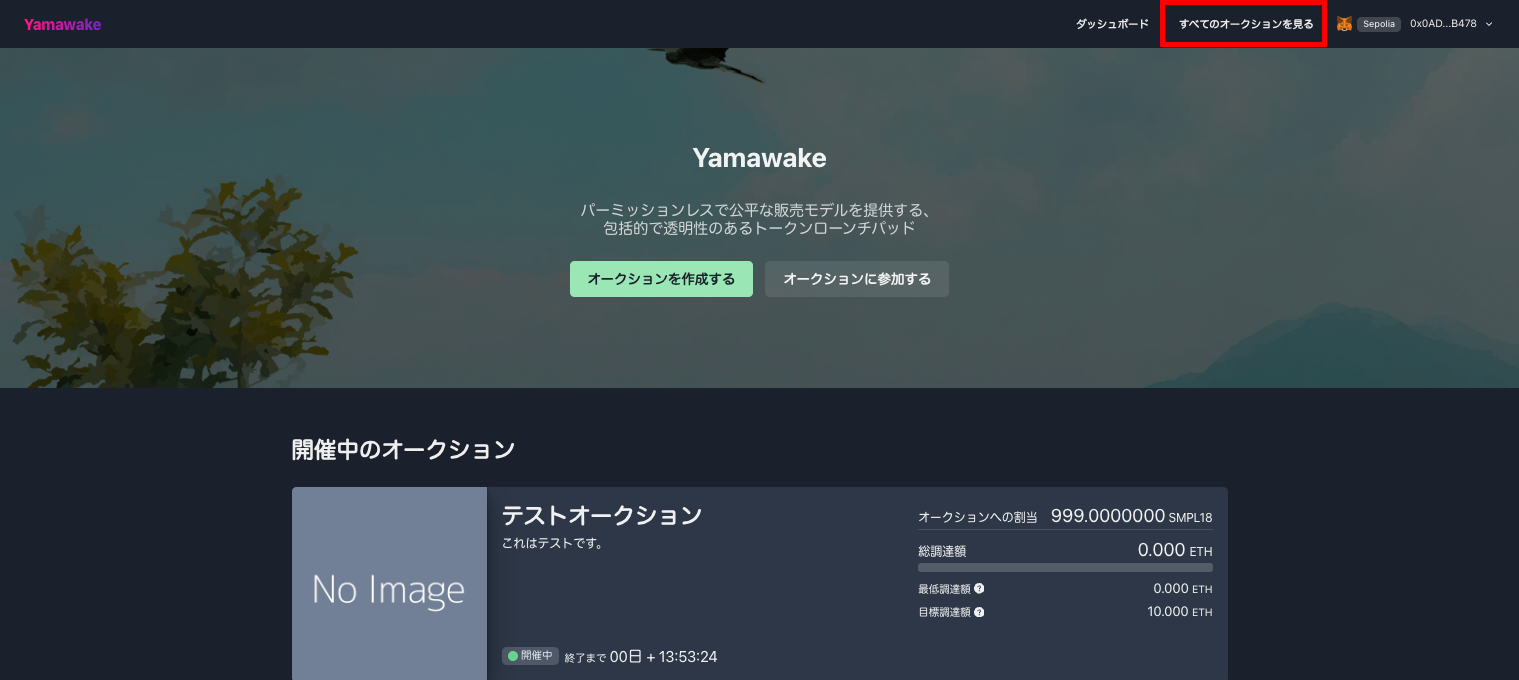 Yamawake
ダッシュボード
すべてのオークションを見る
Sepolia
0x0AD...B478
Yamawake
パーミッションレスで公平な販売モデルを提供する、
包括的で透明性のあるトークンローンチパッド
オークションを作成する
オークションに参加する
開催中のオークション
No Image
テストオークション
これはテストです。
開催中 終了まで 00日 + 13:53:24
オークションへの割当 999.0000000 SMPL18
総調達額 0.000 ETH
最低調達額 ? 0.000 ETH
目標調達額 ? 10.000 ETH